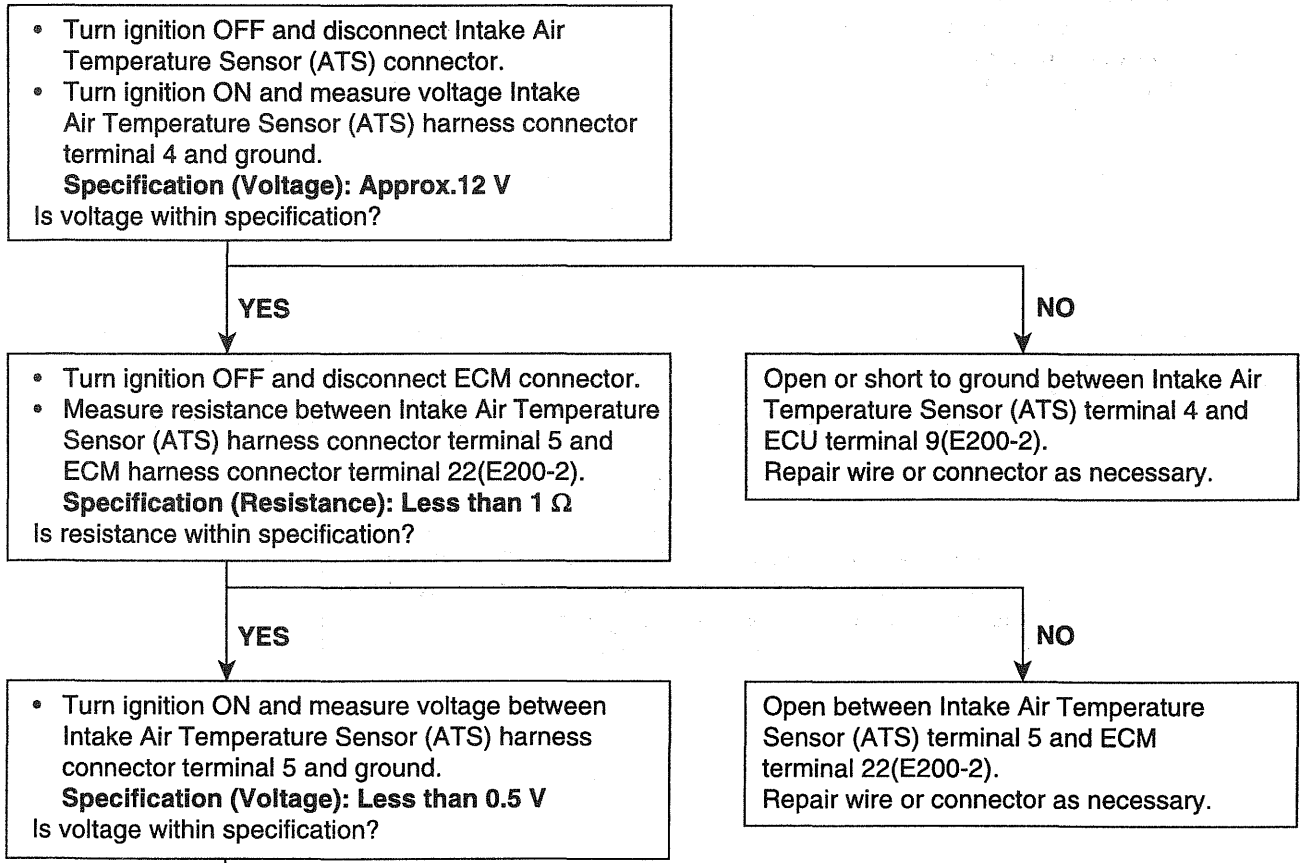 • Turn ignition OFF and disconnect Intake Air
Temperature Sensor (ATS) connector.
• Turn ignition ON and measure voltage Intake
Air Temperature Sensor (ATS) harness connector
terminal 4 and ground.
Specification (Voltage): Approx.12 V
Is voltage within specification?
YES
NO
• Turn ignition OFF and disconnect ECM connector.
• Measure resistance between Intake Air Temperature
Sensor (ATS) harness connector terminal 5 and
ECM harness connector terminal 22(E200-2).
Specification (Resistance): Less than 1 Ω
Is resistance within specification?
Open or short to ground between Intake Air
Temperature Sensor (ATS) terminal 4 and
ECU terminal 9(E200-2).
Repair wire or connector as necessary.
YES
NO
• Turn ignition ON and measure voltage between
Intake Air Temperature Sensor (ATS) harness
connector terminal 5 and ground.
Specification (Voltage): Less than 0.5 V
Is voltage within specification?
Open between Intake Air Temperature
Sensor (ATS) terminal 5 and ECM
terminal 22(E200-2).
Repair wire or connector as necessary.